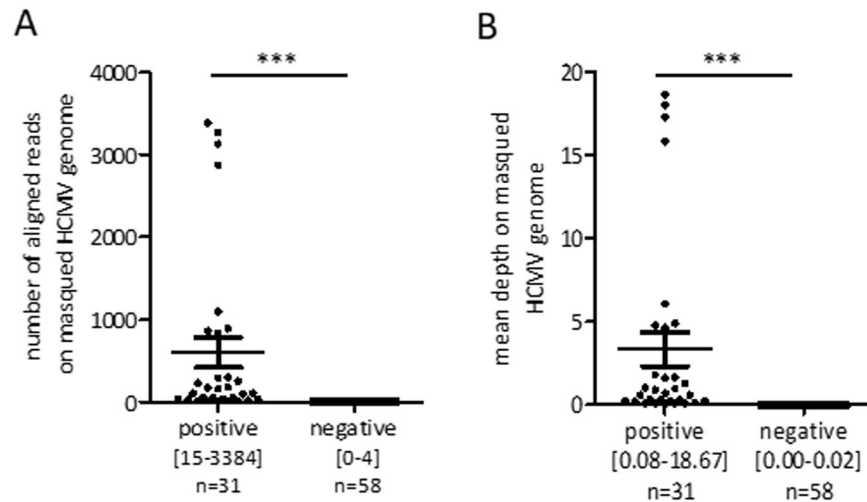 A
***
number of aligned reads
on masqued HCMV genome
4000
3000
2000
1000
0
positive
negative
[15-3384]
[0-4]
n=31
n=58
B
***
mean depth on masqued
HCMV genome
20
15
10
5
0
positive
negative
[0.08-18.67]
[0.00-0.02]
n=31
n=58